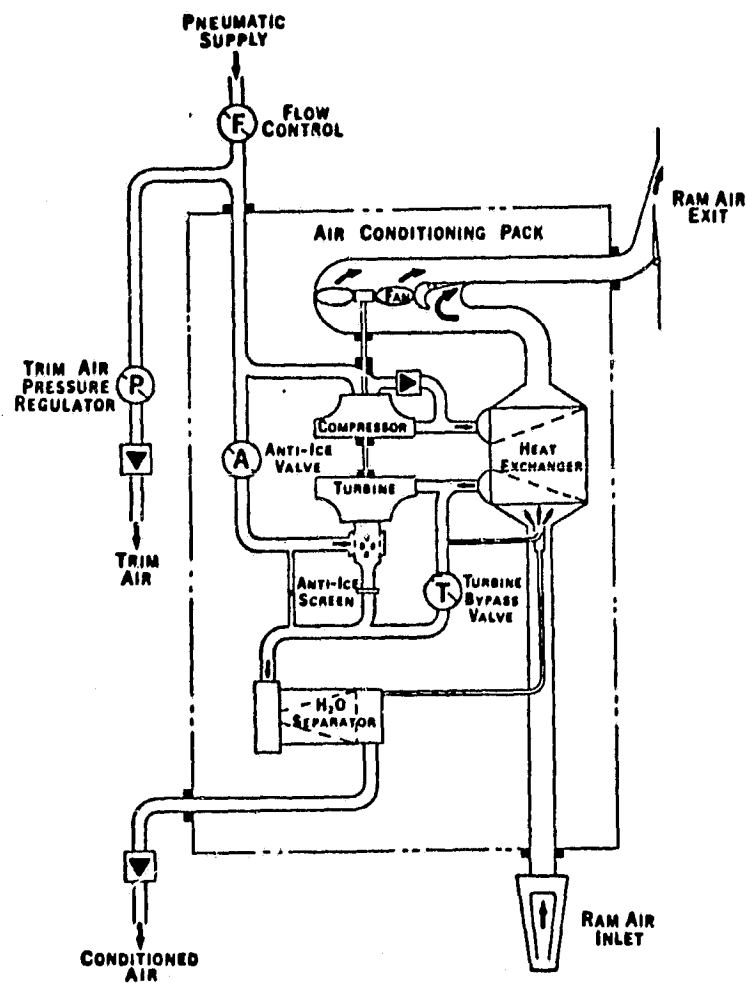 PNEUMATIC
SUPPLY
F
FLOW
CONTROL
RAM AIR
EXIT
AIR CONDITIONING PACK
FAN
TRIM AIR
PRESSURE
REGULATOR
P
COMPRESSOR
HEAT
EXCHANGER
A
ANTI-ICE
VALVE
TURBINE
TRIM
AIR
ANTI-ICE
SCREEN
T
TURBINE
BYPASS
VALVE
H₂O
SEPARATOR
RAM AIR
INLET
CONDITIONED
AIR